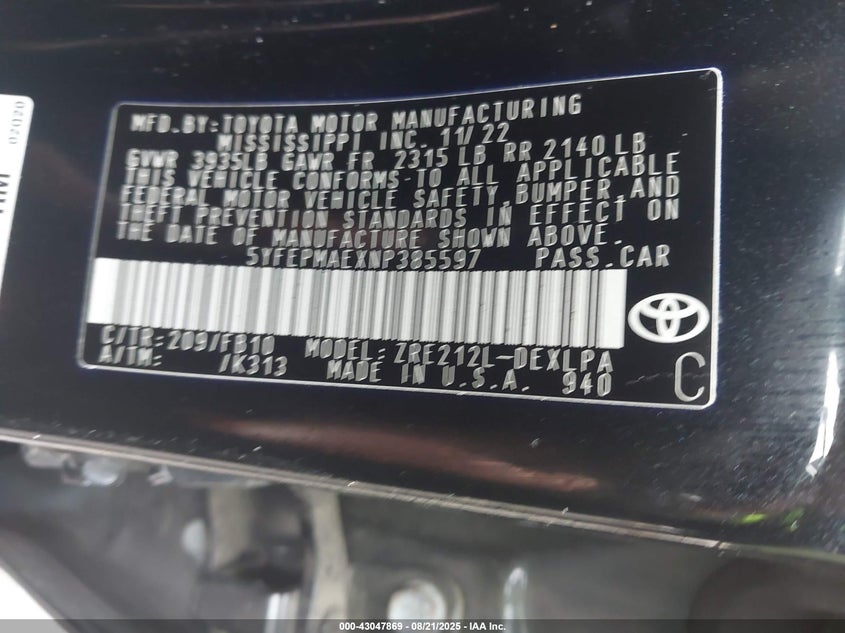 MFD.BY:TOYOTA MOTOR MANUFACTURING
MISSISSIPPI INC. 11/22
GVWR 3935LB GAWR FR 2315 LB RR 2140 LB
THIS VEHICLE CONFORMS TO ALL APPLICABLE
FEDERAL MOTOR VEHICLE SAFETY,BUMPER,AND
THEFT PREVENTION STANDARDS IN EFFECT ON
THE DATE OF MANUFACTURE SHOWN ABOVE.
5YFEPMAEXNP385597 PASS.CAR
C/TR:209/FB10 MODEL:ZRE212L-DEXLPA
A/TM: /K313 MADE IN U.S.A. 940
C
02020
000-43047869 - 08/21/2025 - IAA Inc.